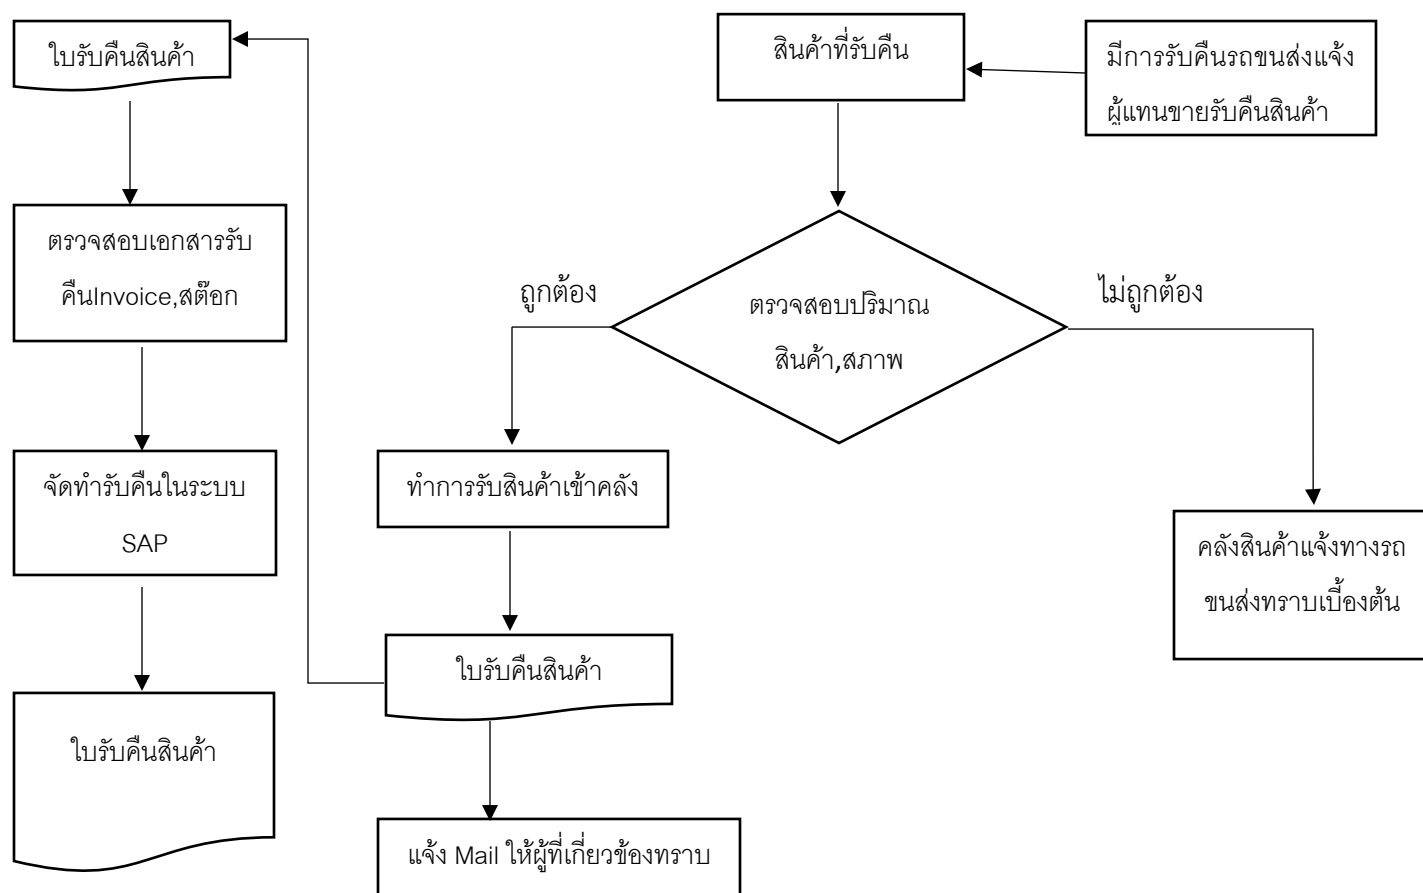 ใบรับคืนสินค้า
สินค้าที่รับคืน
มีการรับคืนรถขนส่งแจ้ง
ผู้แทนขายรับคืนสินค้า
ตรวจสอบเอกสารรับ
คืนInvoice,สต๊อก
ถูกต้อง
ตรวจสอบปริมาณ
สินค้า,สภาพ
ไม่ถูกต้อง
จัดทำรับคืนในระบบ
SAP
ทำการรับสินค้าเข้าคลัง
คลังสินค้าแจ้งทางรถ
ขนส่งทราบเบื้องต้น
ใบรับคืนสินค้า
ใบรับคืนสินค้า
แจ้ง Mail ให้ผู้ที่เกี่ยวข้องทราบ